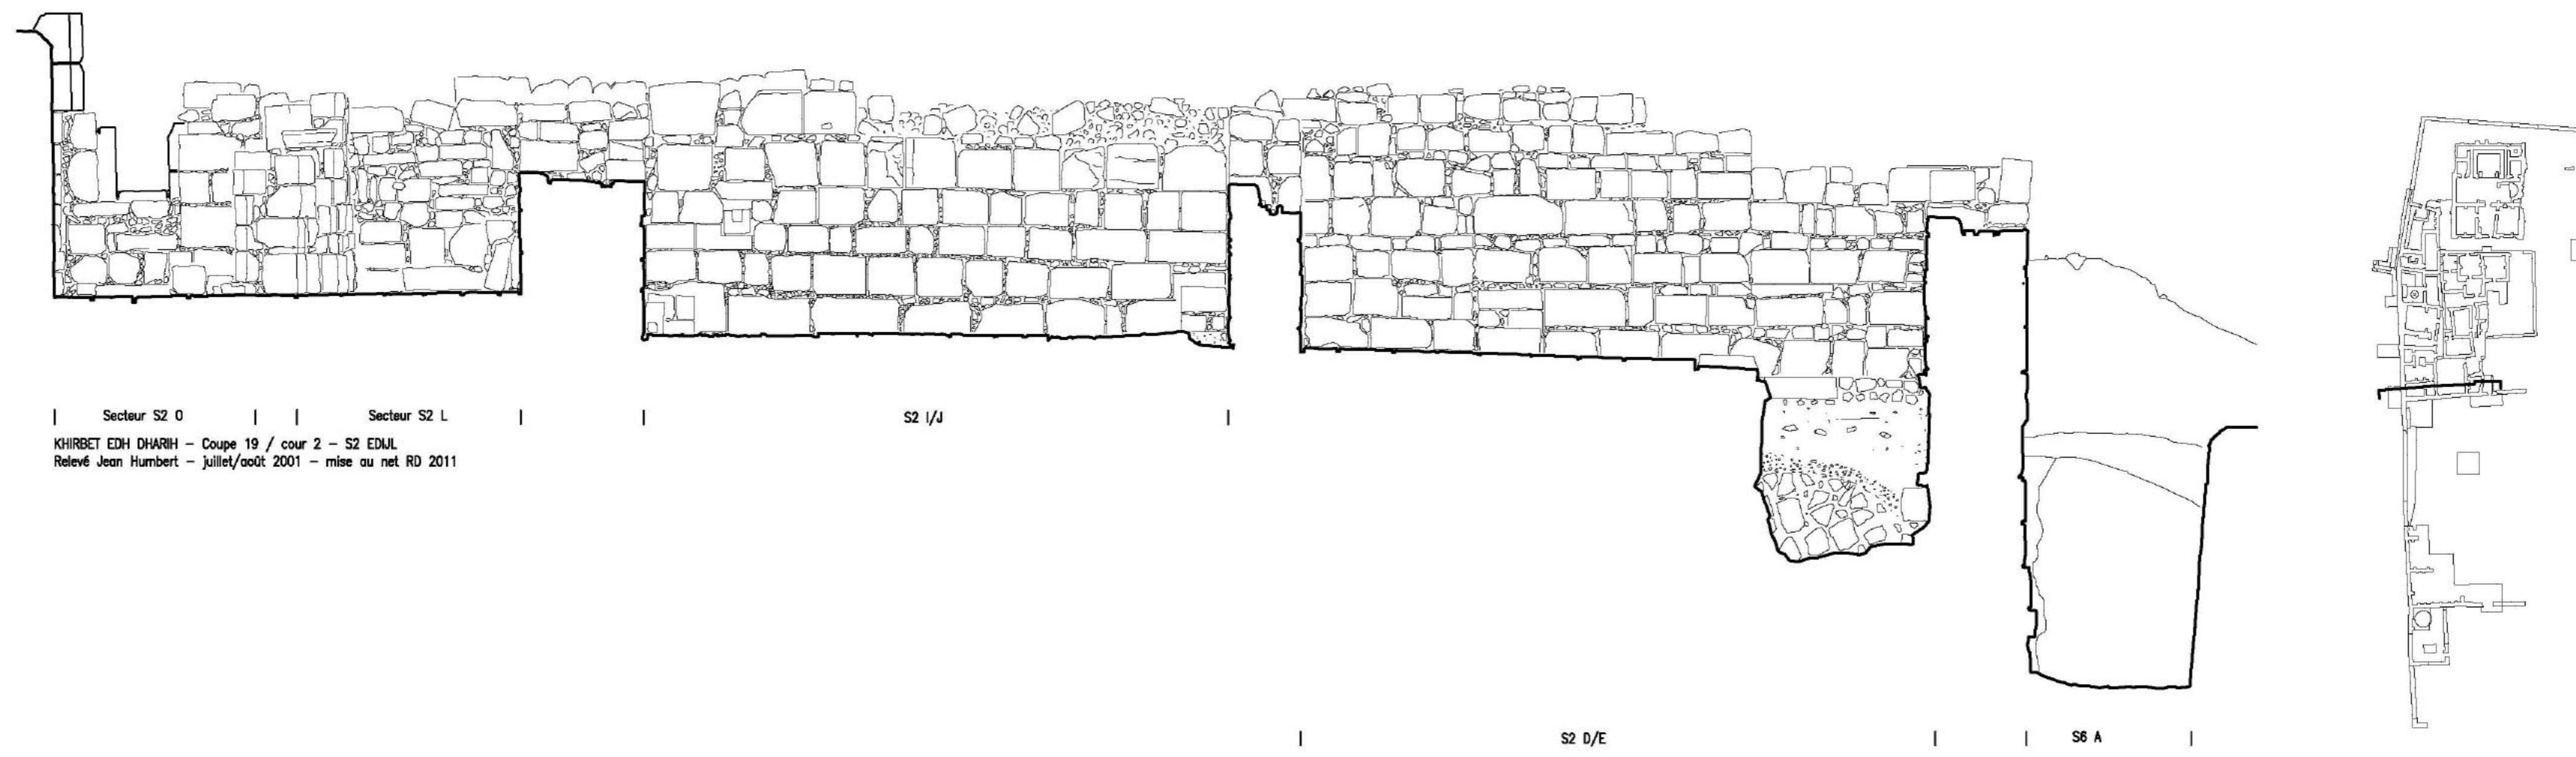 Secteur S2 O
Secteur S2 L
S2 I/J
KHIRBET EDH DHARIH – Coupe 19 / cour 2 – S2 EDIJL
Relevé Jean Humbert – juillet/août 2001 – mise au net RD 2011
S2 D/E
S6 A